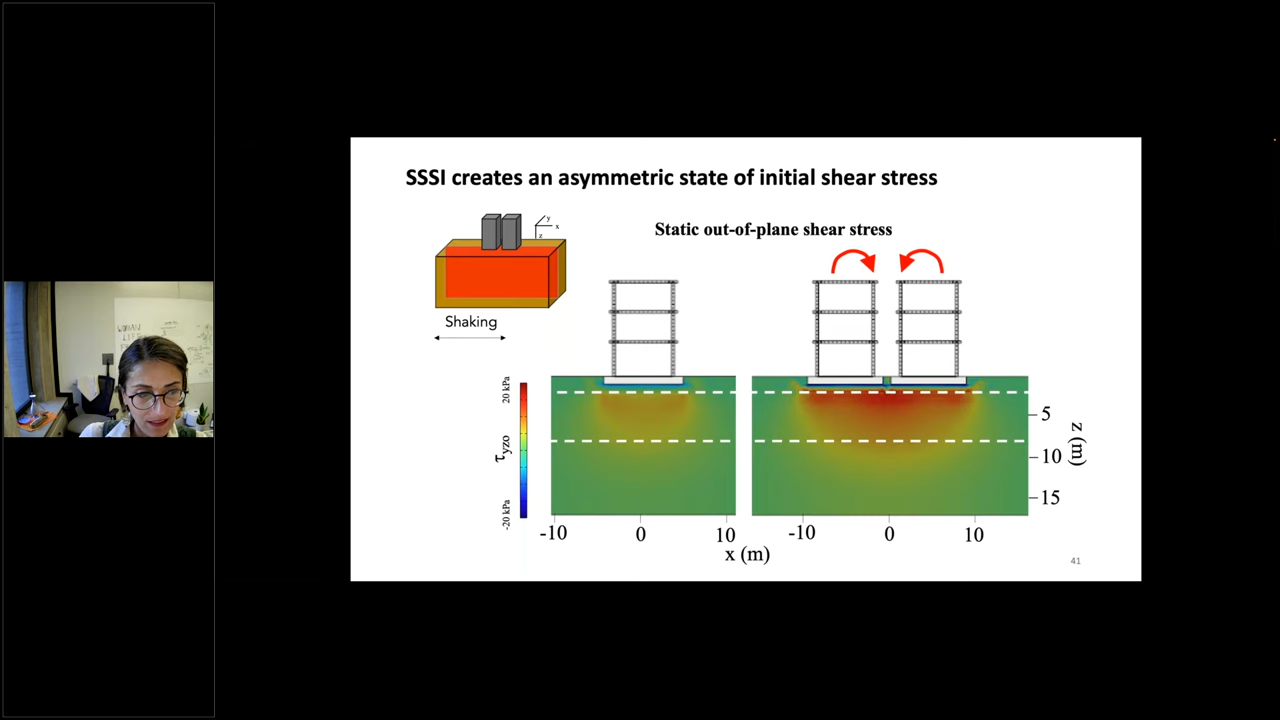 SSSI creates an asymmetric state of initial shear stress
Static out-of-plane shear stress
y
x
z
Shaking
20 kPa
τyzo
-20 kPa
5
10
15
z (m)
-10 0 10 -10 0 10
x (m)
41